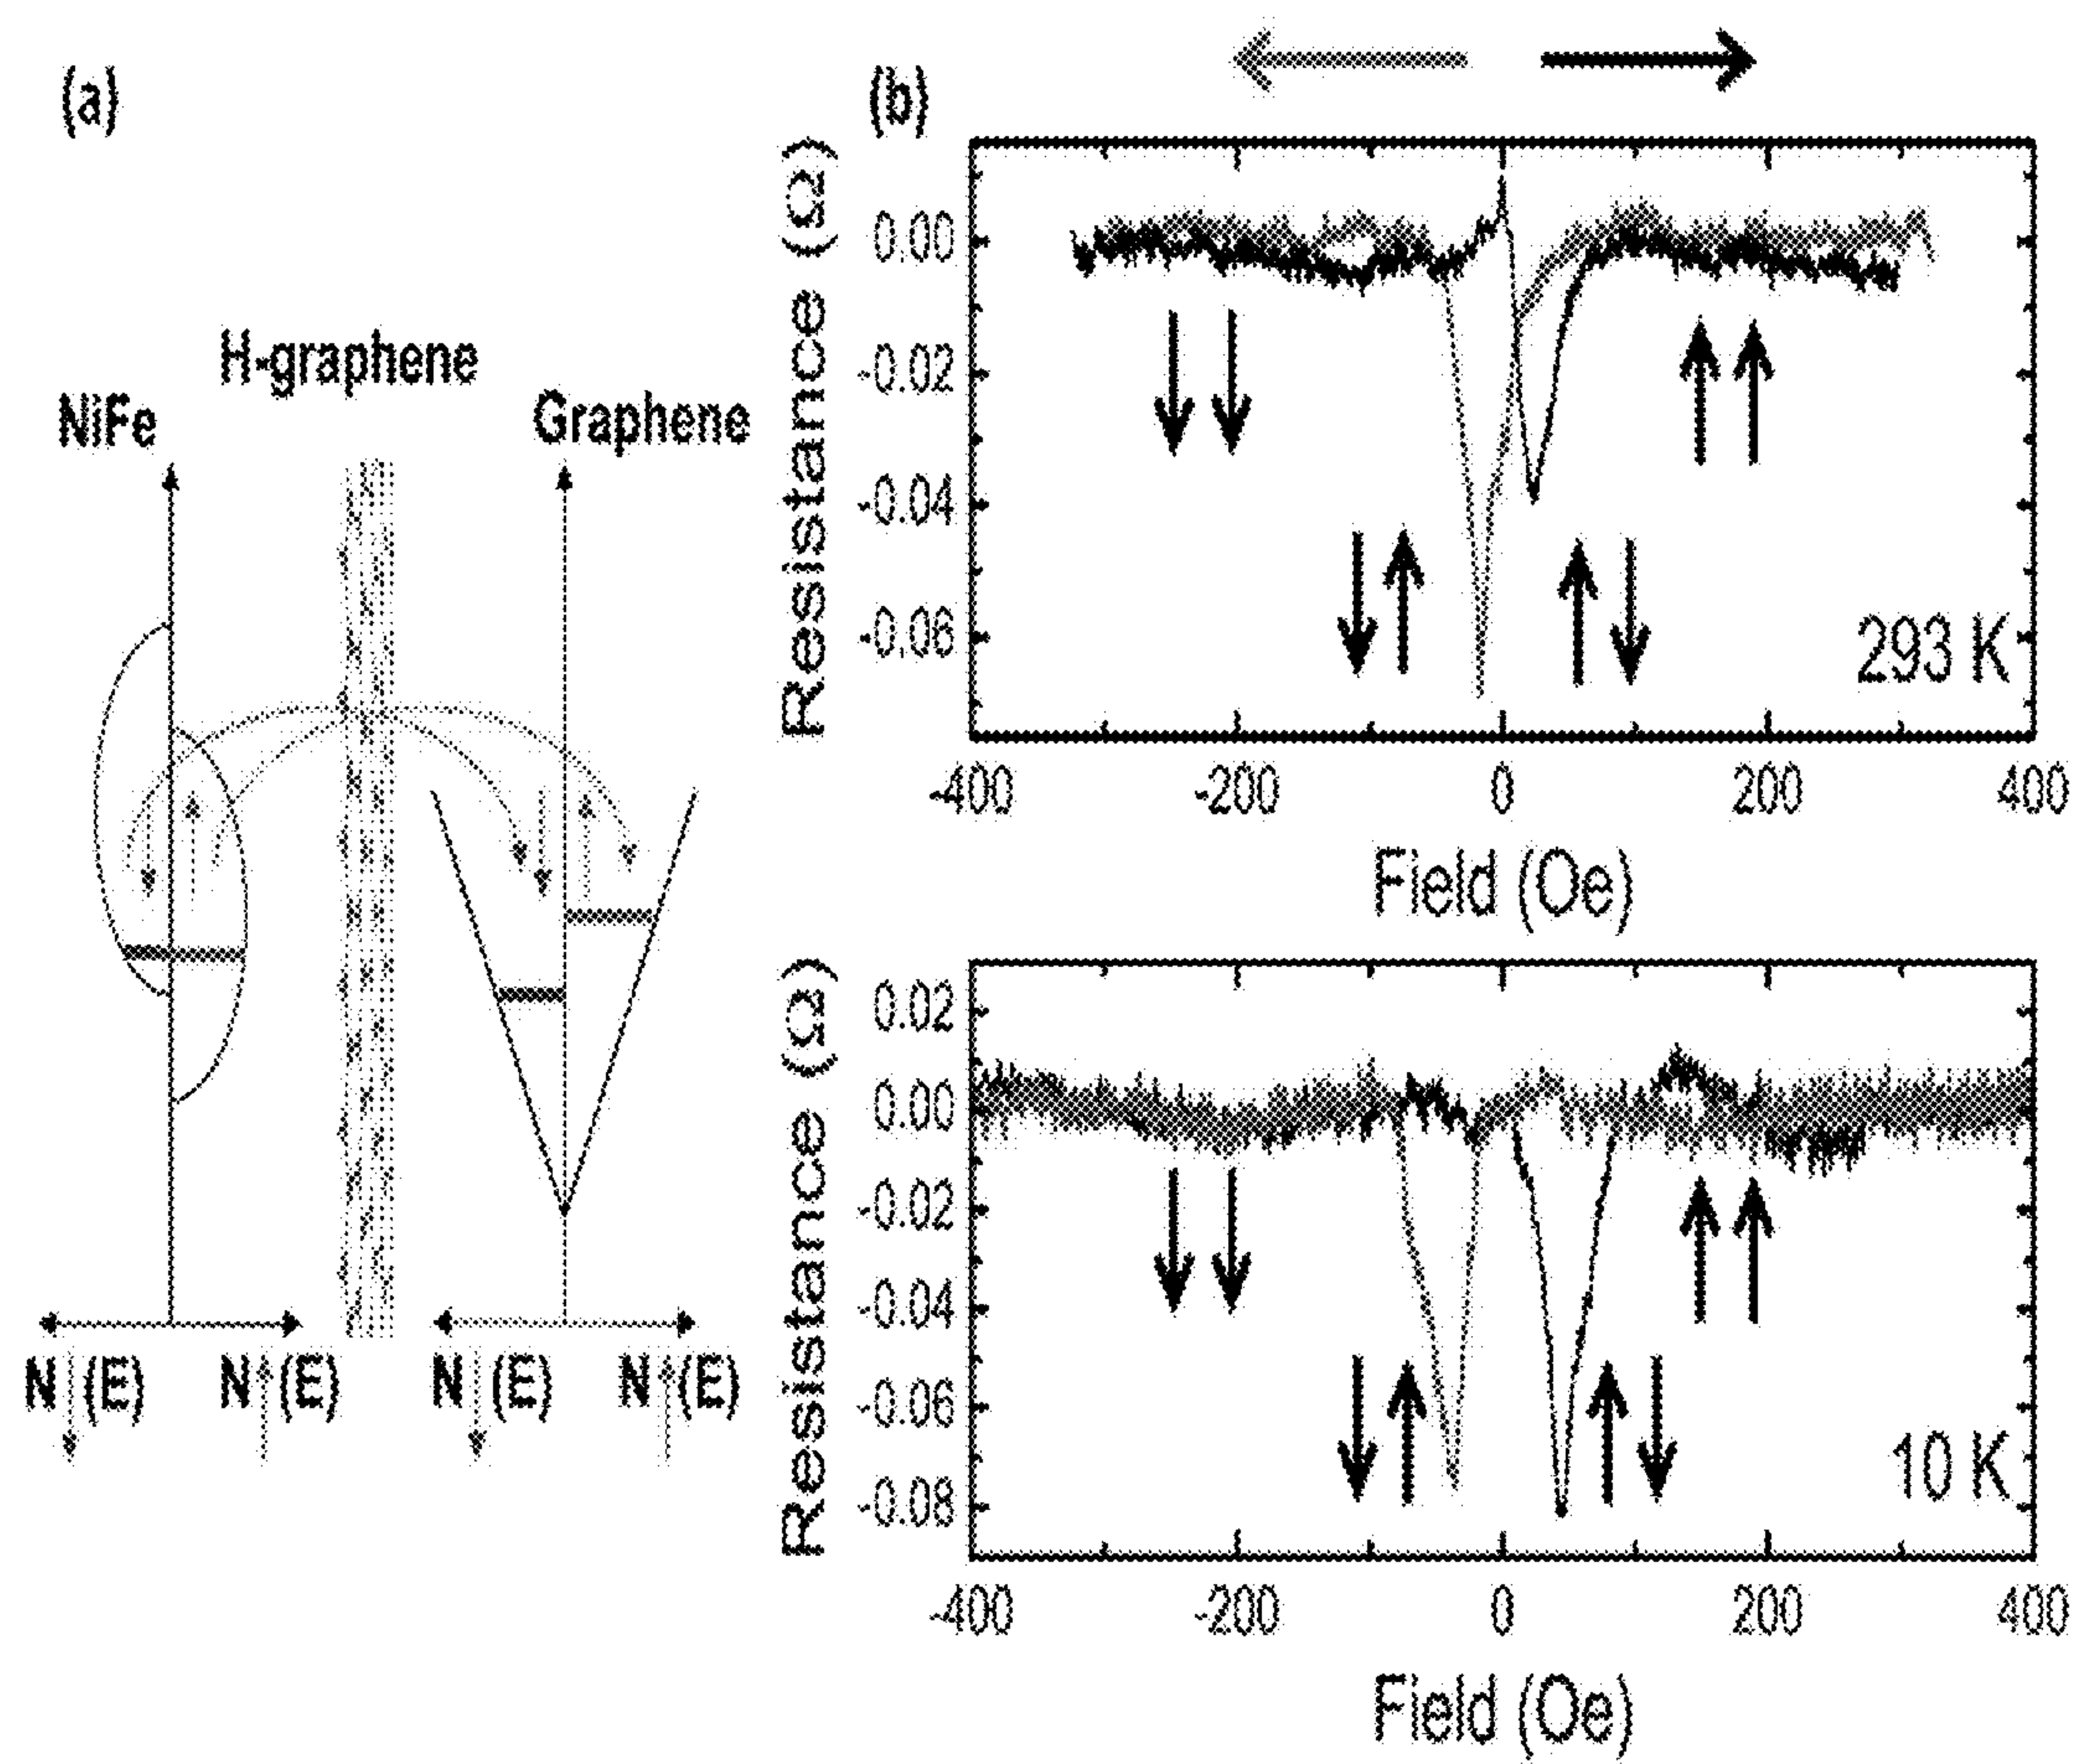 (a)
H-graphene
NiFe
Graphene
N↓(E) N↑(E) N↓(E) N↑(E)
(b)
Resistance (Ω)
0.00
-0.02
-0.04
-0.06
293 K
-400 -200 0 200 400
Field (Oe)
Resistance (Ω)
0.02
0.00
-0.02
-0.04
-0.06
-0.08
10 K
-400 -200 0 200 400
Field (Oe)